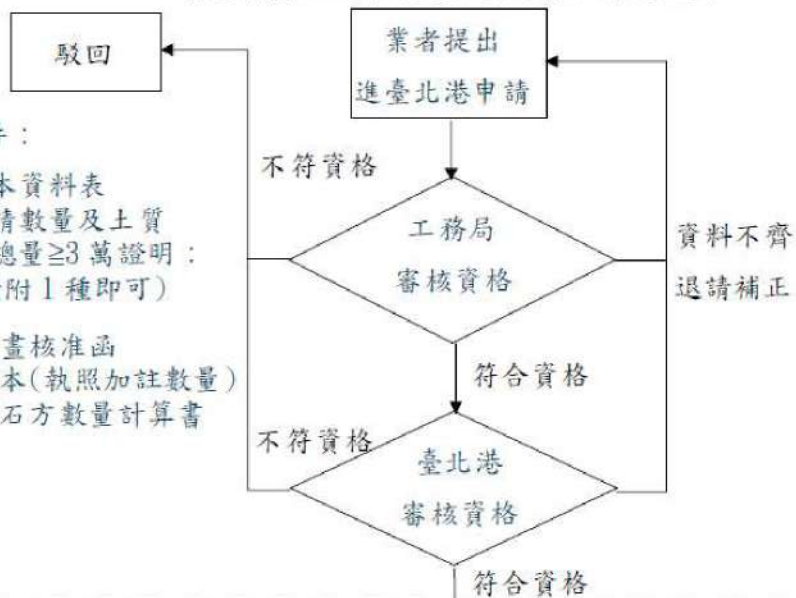 駁回
業者提出
進臺北港申請
件：
本資料表
請數量及土質
總量≧3 萬證明：
附 1 種即可）
畫核准函
本(執照加註數量)
石方數量計算書
不符資格
工務局
審核資格
資料不齊
退請補正
符合資格
不符資格
臺北港
審核資格
符合資格